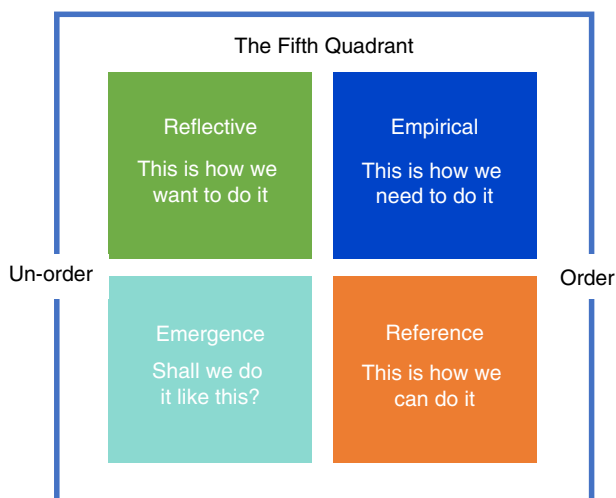 The Fifth Quadrant
Reflective
This is how we
want to do it
Empirical
This is how we
need to do it
Un-order
Order
Emergence
Shall we do
it like this?
Reference
This is how we
can do it